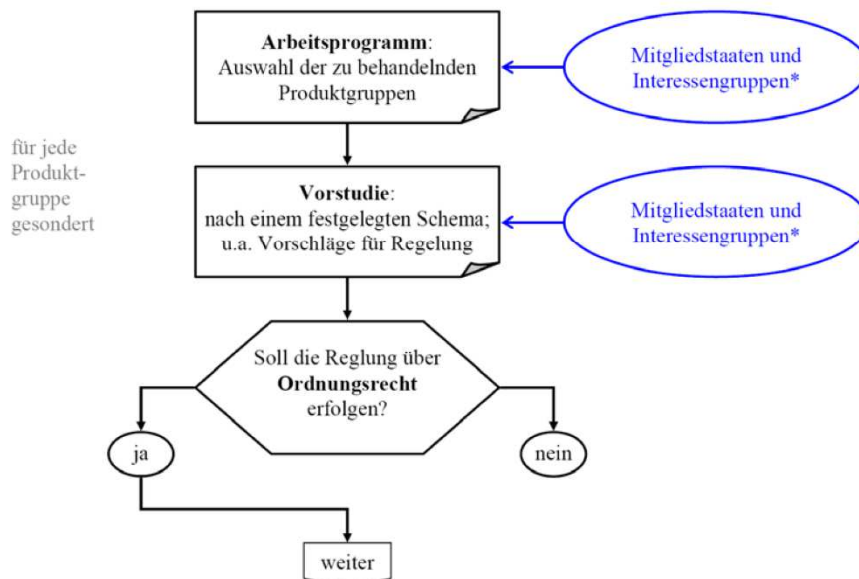 Arbeitsprogramm:
Auswahl der zu behandelnden
Produktgruppen
Mitgliedstaaten und
Interessengruppen*
für jede
Produkt-
gruppe
gesondert
Vorstudie:
nach einem festgelegten Schema;
u.a. Vorschläge für Regelung
Mitgliedstaaten und
Interessengruppen*
Soll die Reglung über
Ordnungsrecht
erfolgen?
ja
nein
weiter